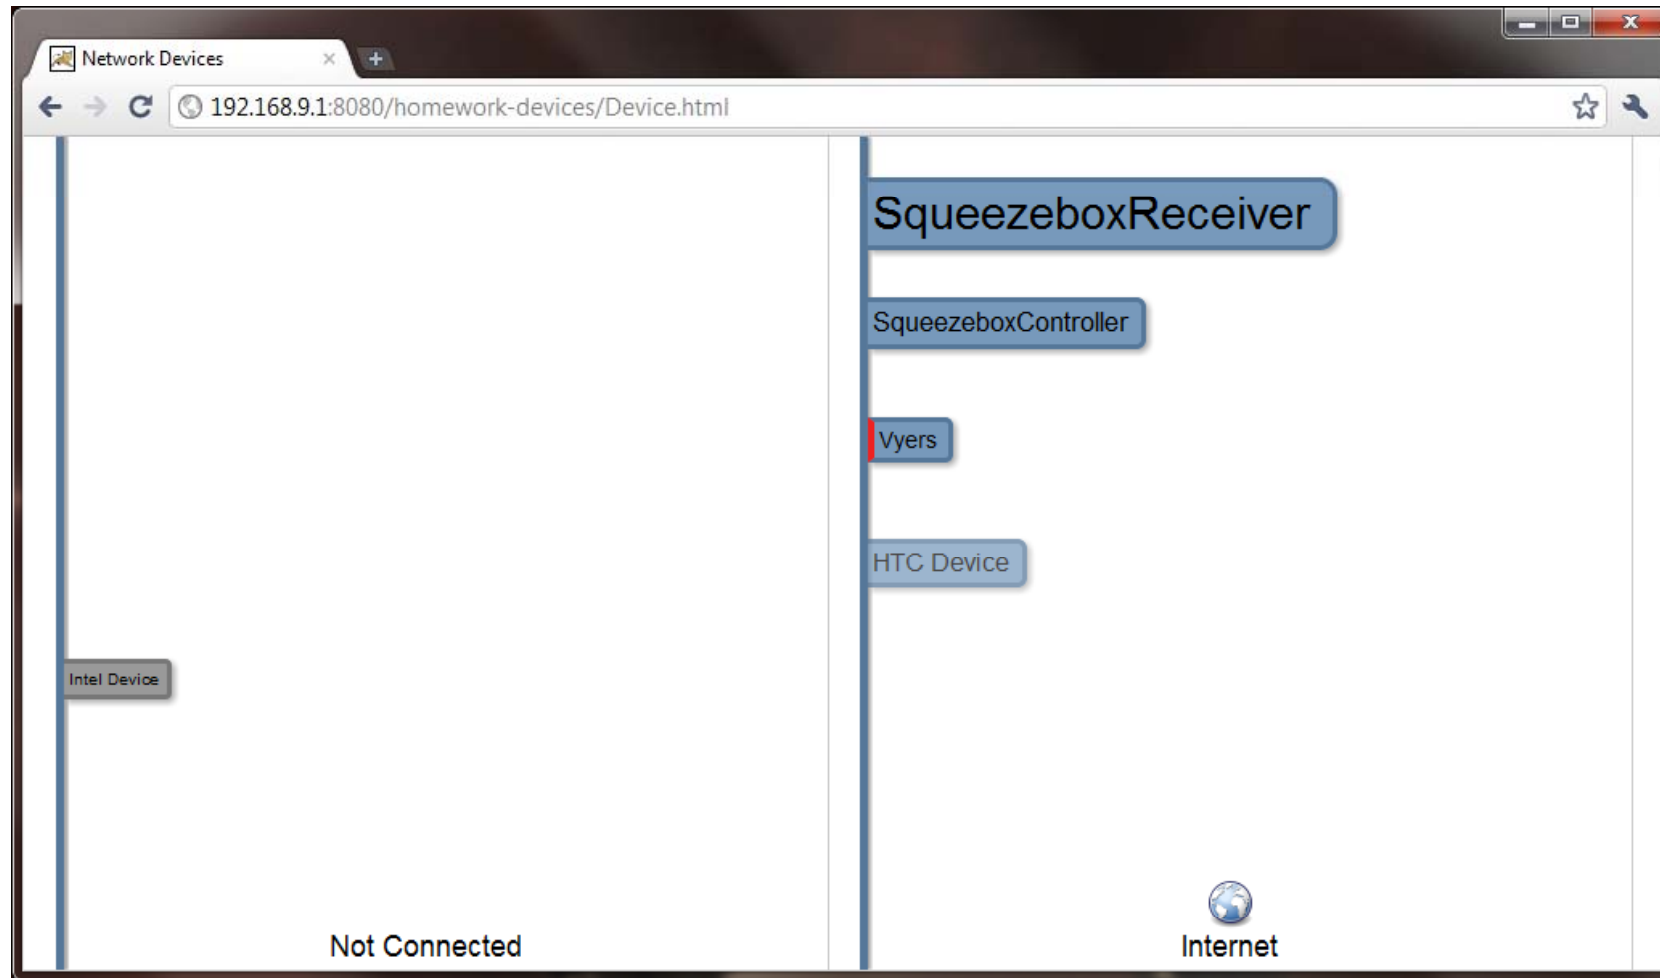 Network Devices
192.168.9.1:8080/homework-devices/Device.html
SqueezeboxReceiver
SqueezeboxController
Vyers
HTC Device
Intel Device
Not Connected
Internet